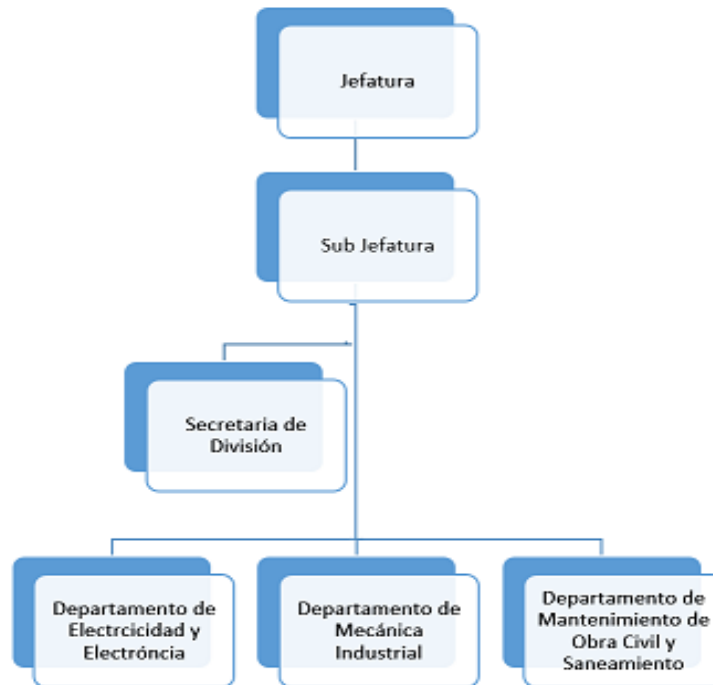 Jefatura
Sub Jefatura
Secretaria de
División
Departamento de
Electrcicidad y
Electróncia
Departamento de
Mecánica
Industrial
Departamento de
Mantenimiento de
Obra Civil y
Saneamiento